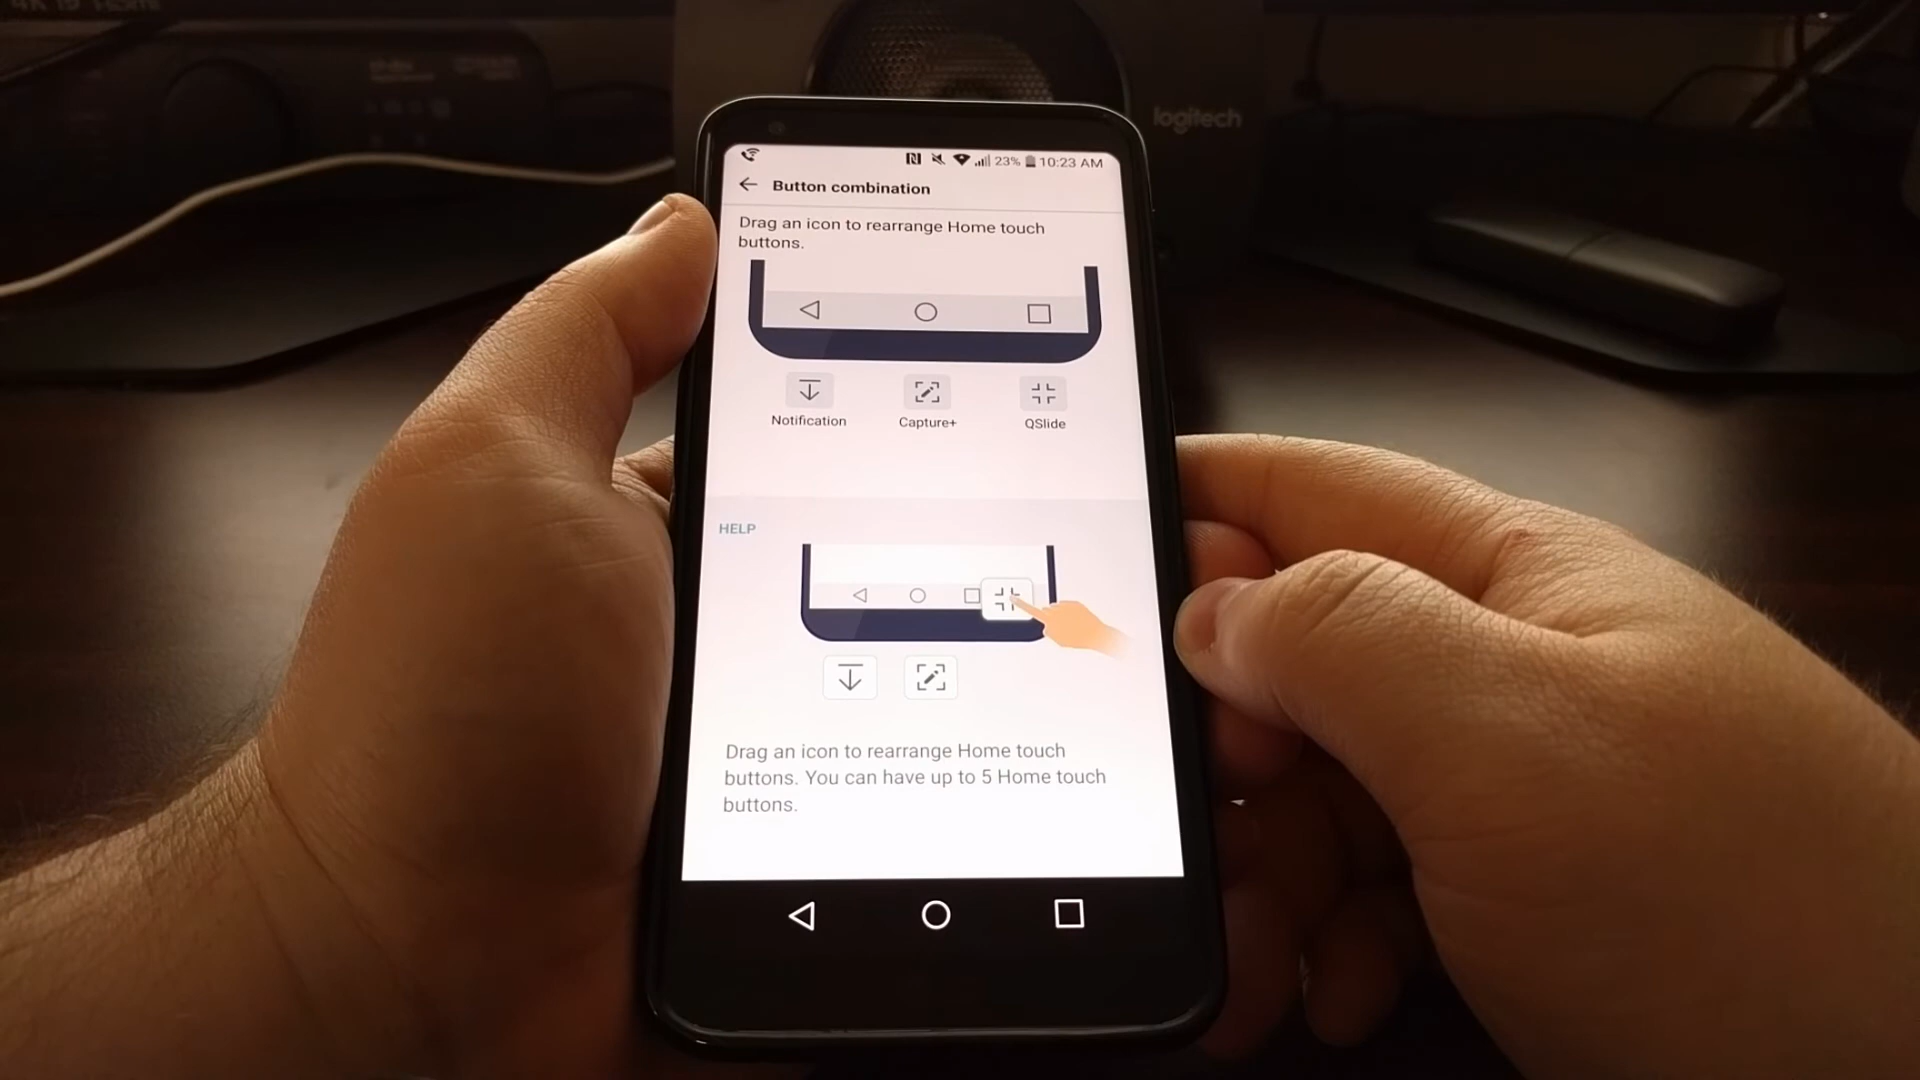 logitech
23% 10:23 AM
Button combination
Drag an icon to rearrange Home touch
buttons.
Notification Capture+ QSlide
HELP
Drag an icon to rearrange Home touch
buttons. You can have up to 5 Home touch
buttons.